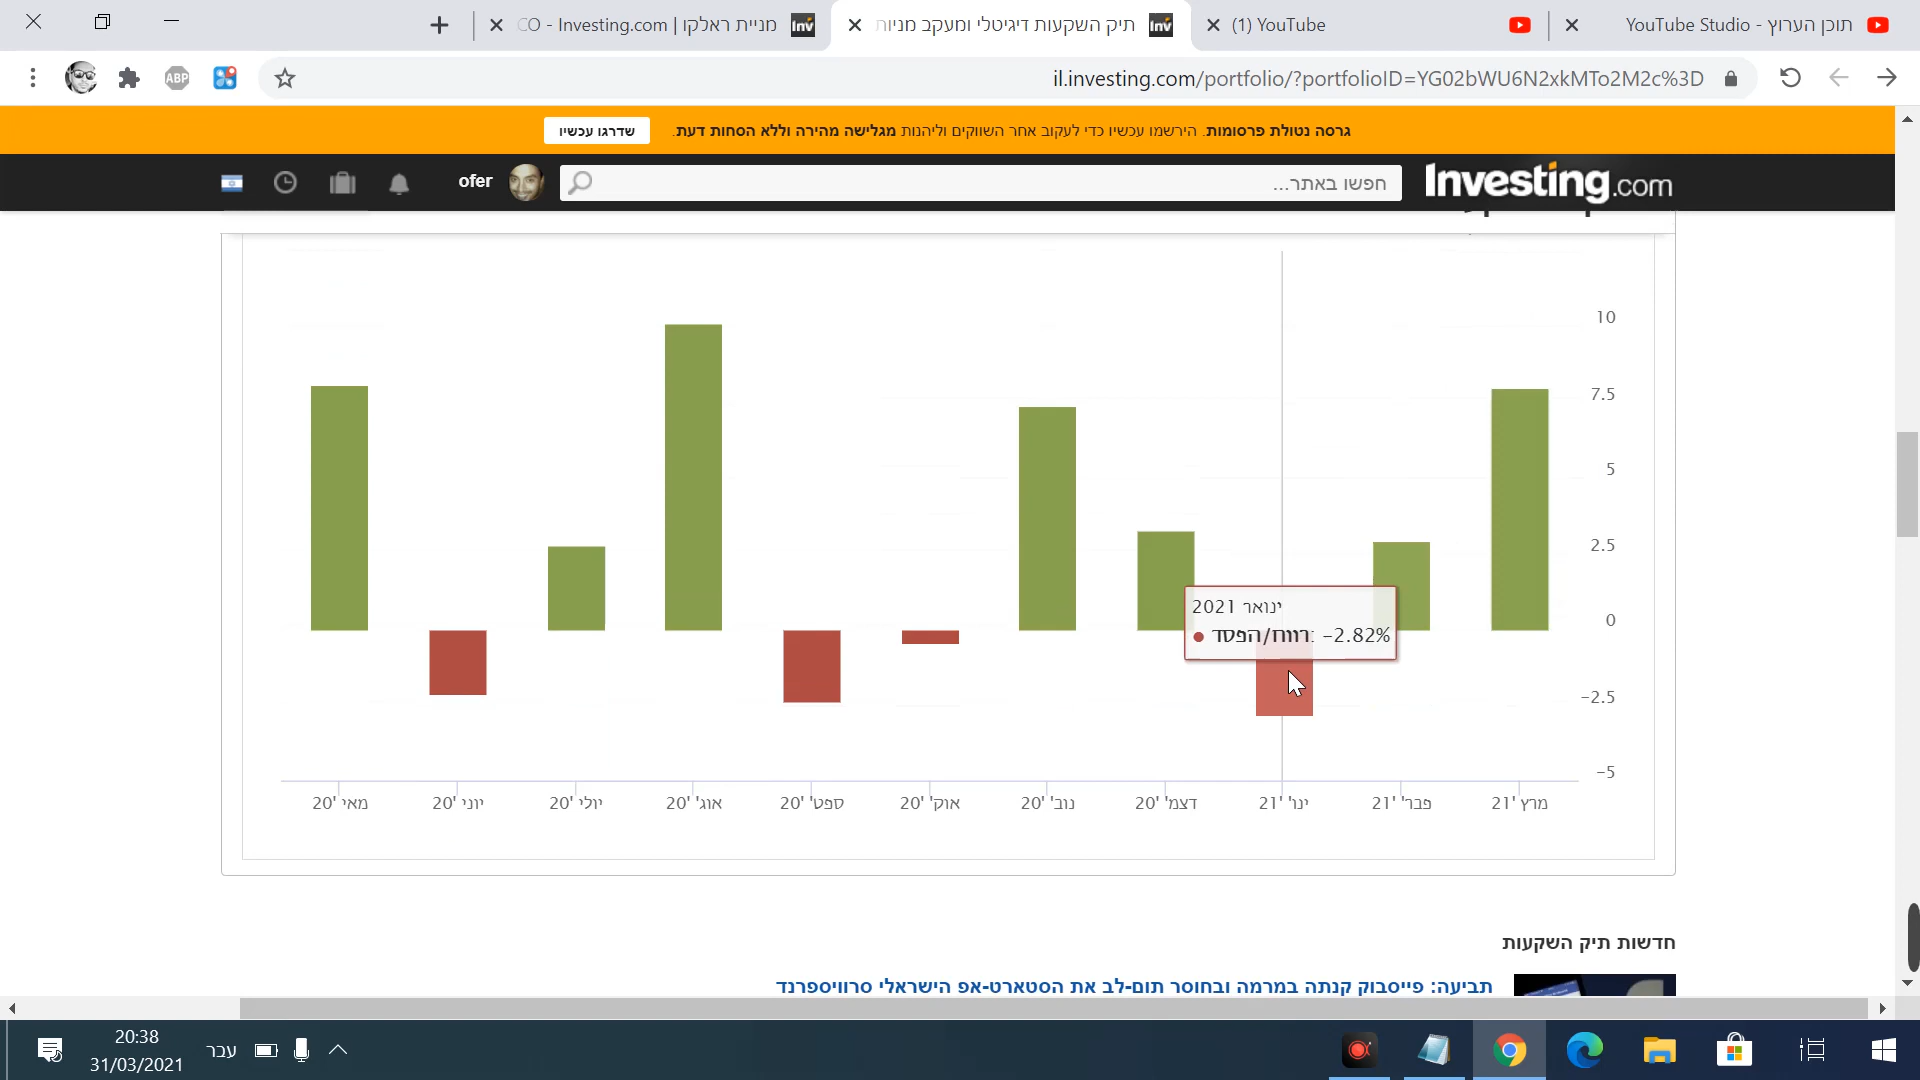 תוכן הערוץ - YouTube Studio
(1) YouTube
תיק השקעות דיגיטלי ומעקב מניות
מניית ראלקו | CO - Investing.com
il.investing.com/portfolio/?portfolioID=YG02bWU6N2xkMTo2M2c%3D
ABP
גרסה נטולת פרסומות. הירשמו עכשיו כדי לעקוב אחר השווקים וליהנות מגלישה מהירה וללא הסחות דעת.
שדרגו עכשיו
Investing.com
חפשו באתר...
ofer
10
7.5
5
2.5
0
-2.5
-5
ינואר 2021
רווח/הפסד: -2.82%
מאי '20
יוני '20
יולי '20
אוג' '20
ספט' '20
אוק' '20
נוב' '20
דצמ' '20
ינו' '21
פבר' '21
מרץ '21
חדשות תיק השקעות
תביעה: פייסבוק קנתה במרמה ובחוסר תום-לב את הסטארט-אפ הישראלי סרוויספרנד
20:38
31/03/2021
עבר